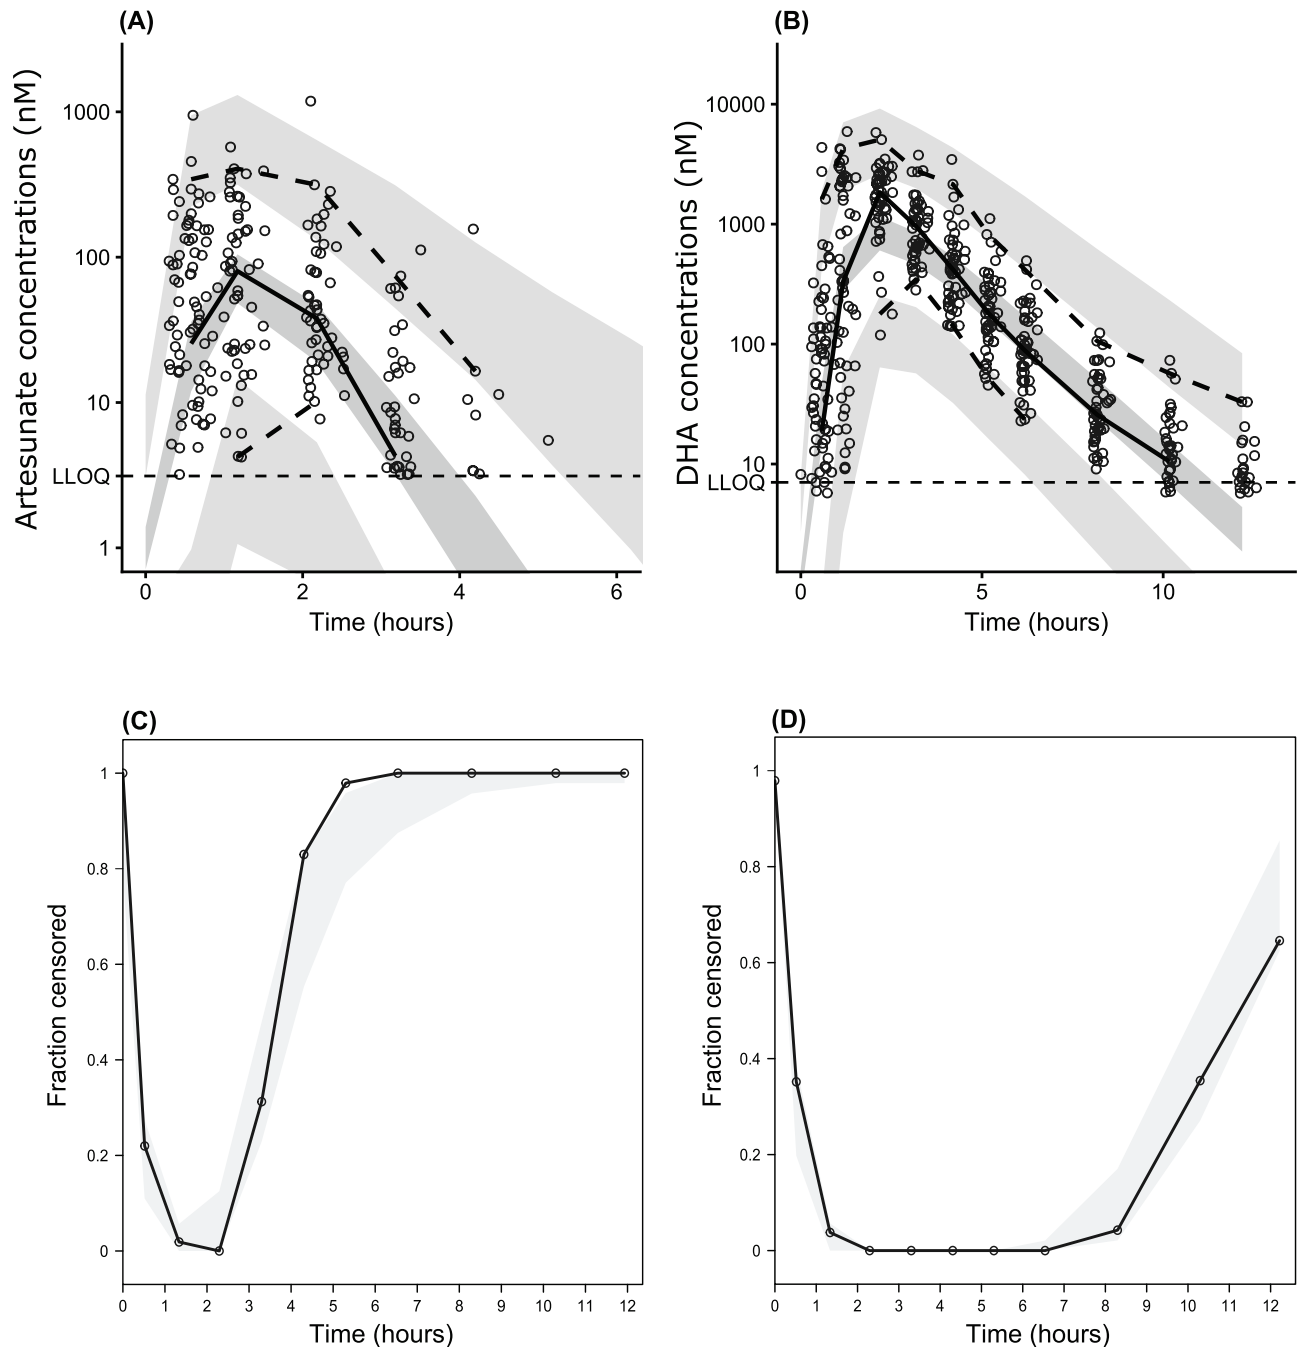 (A)
Artesunate concentrations (nM)
1000
100
10
LLOQ
1
0 2 4 6
Time (hours)
(B)
DHA concentrations (nM)
10000
1000
100
10
LLOQ
0 5 10
Time (hours)
(C)
Fraction censored
1
0.8
0.6
0.4
0.2
0
0 1 2 3 4 5 6 7 8 9 10 11 12
Time (hours)
(D)
Fraction censored
1
0.8
0.6
0.4
0.2
0
0 1 2 3 4 5 6 7 8 9 10 11 12
Time (hours)